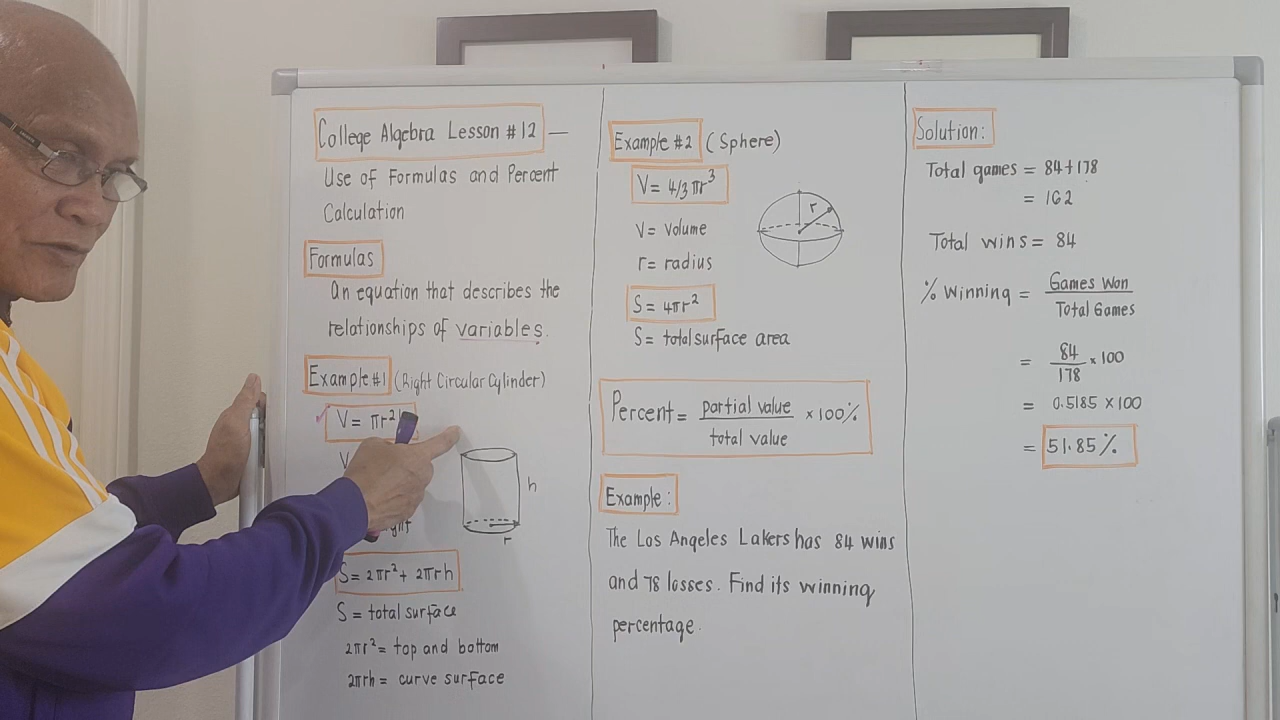 College Algebra Lesson #12 —
Use of Formulas and Percent
Calculation
Formulas
An equation that describes the
relationships of variables.
Example #1 (Right Circular Cylinder)
V = πr²
V
h
r
S = 2πr² + 2πrh
S = total surface
2πr² = top and bottom
2πrh = curve surface
Example #2 (Sphere)
V = 4/3 πr³
V = volume
r = radius
r
S = 4πr²
S = total surface area
Percent = partial value / total value × 100%
Example:
The Los Angeles Lakers has 84 wins
and 78 losses. Find its winning
percentage.
Solution:
Total games = 84+178
= 162
Total wins = 84
% Winning = Games Won / Total Games
= 84 / 178 × 100
= 0.5185 × 100
= 51.85%